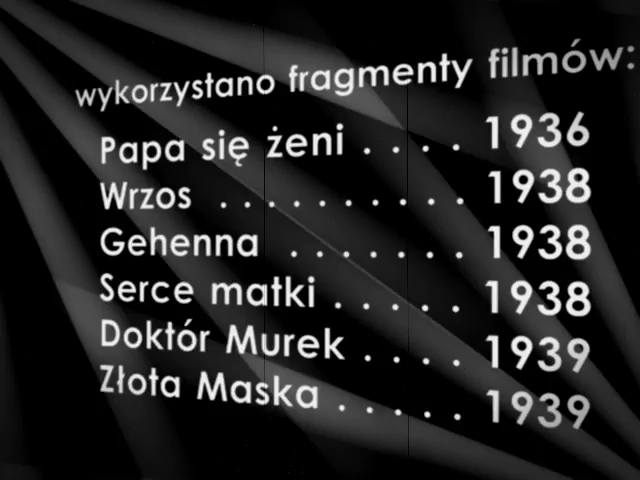 wykorzystano fragmenty filmów:
Papa się żeni . . . . 1936
Wrzos . . . . . . . . . . 1938
Gehenna . . . . . . . 1938
Serce matki . . . . . 1938
Doktór Murek . . . . 1939
Złota Maska . . . . . 1939